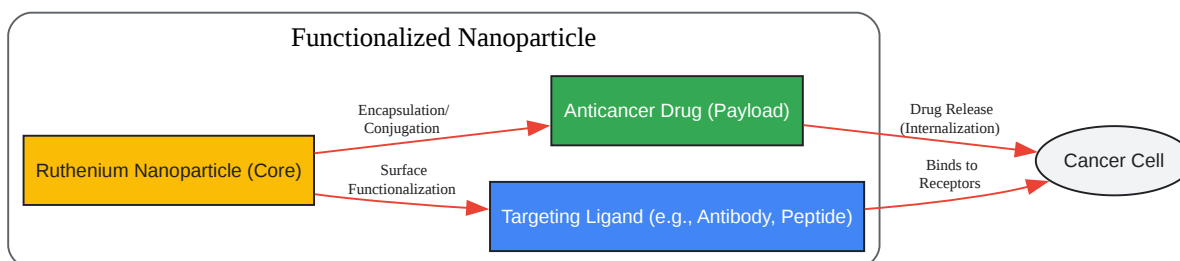 Functionalized Nanoparticle
Ruthenium Nanoparticle (Core)
Encapsulation/
Conjugation
Surface
Functionalization
Anticancer Drug (Payload)
Targeting Ligand (e.g., Antibody, Peptide)
Drug Release
(Internalization)
Binds to
Receptors
Cancer Cell